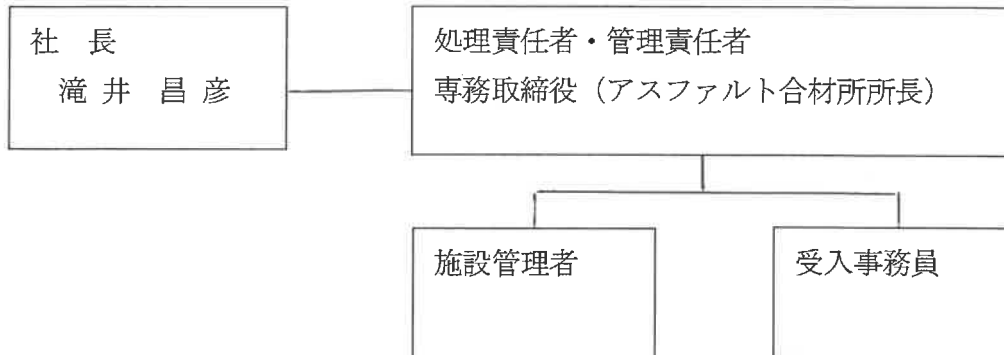 社 長
滝 井 昌 彦
処理責任者・管理責任者
専務取締役（アスファルト合材所所長）
施設管理者
受入事務員